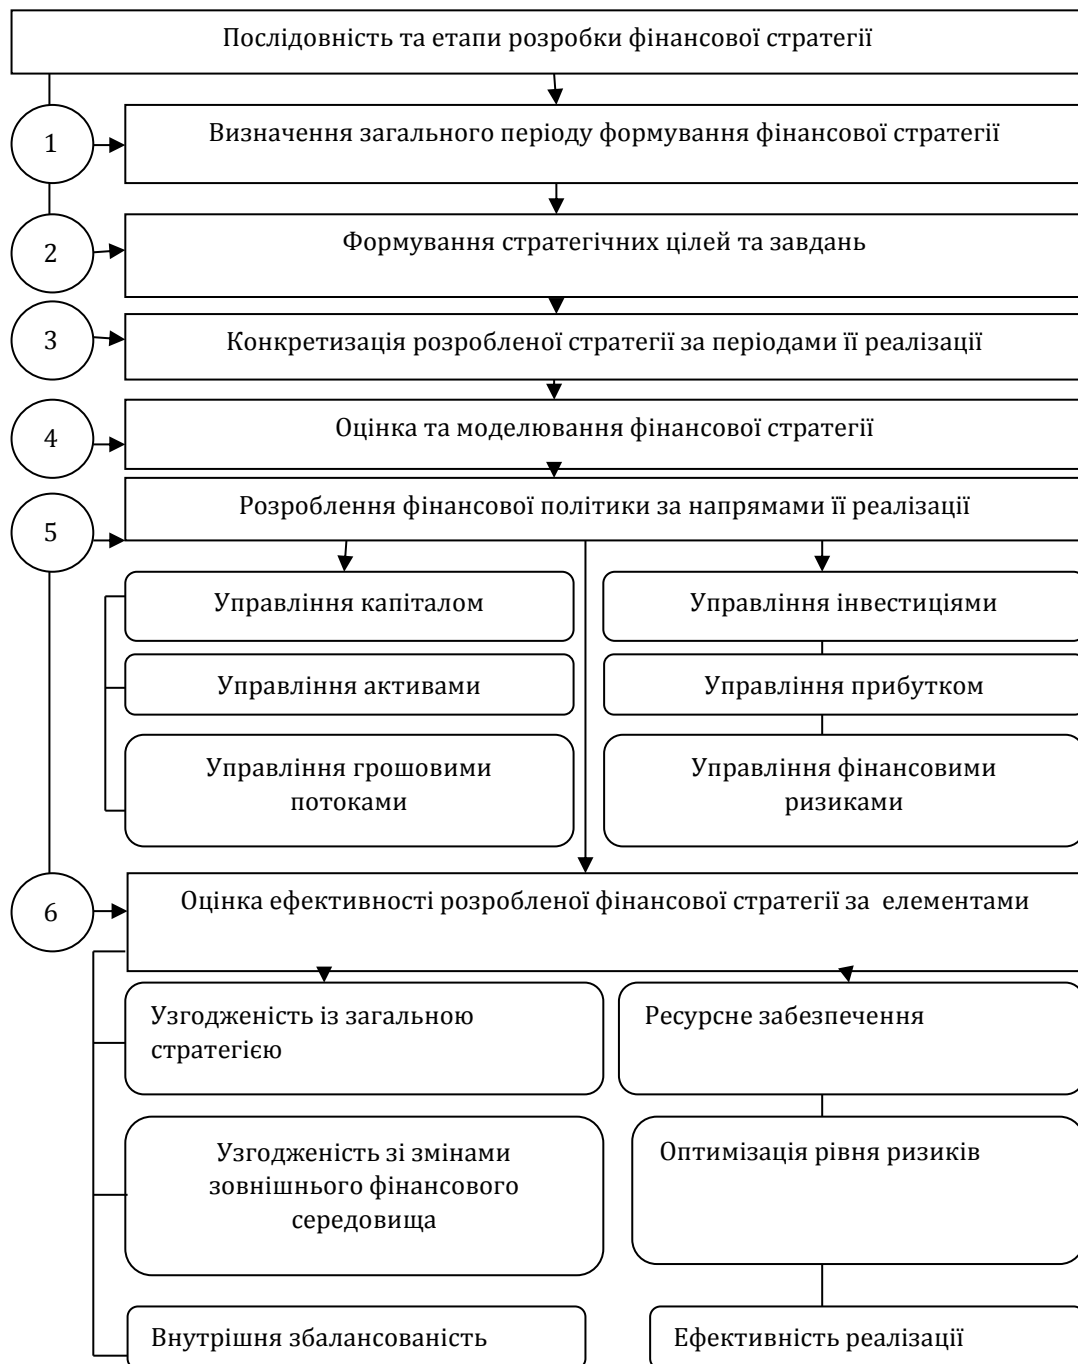 Послідовність та етапи розробки фінансової стратегії
1
Визначення загального періоду формування фінансової стратегії
2
Формування стратегічних цілей та завдань
3
Конкретизація розробленої стратегії за періодами її реалізації
4
Оцінка та моделювання фінансової стратегії
5
Розроблення фінансової політики за напрямами її реалізації
Управління капіталом
Управління інвестиціями
Управління активами
Управління прибутком
Управління грошовими
потоками
Управління фінансовими
ризиками
6
Оцінка ефективності розробленої фінансової стратегії за елементами
Узгодженість із загальною
стратегією
Ресурсне забезпечення
Узгодженість зі змінами
зовнішнього фінансового
середовища
Оптимізація рівня ризиків
Внутрішня збалансованість
Ефективність реалізації